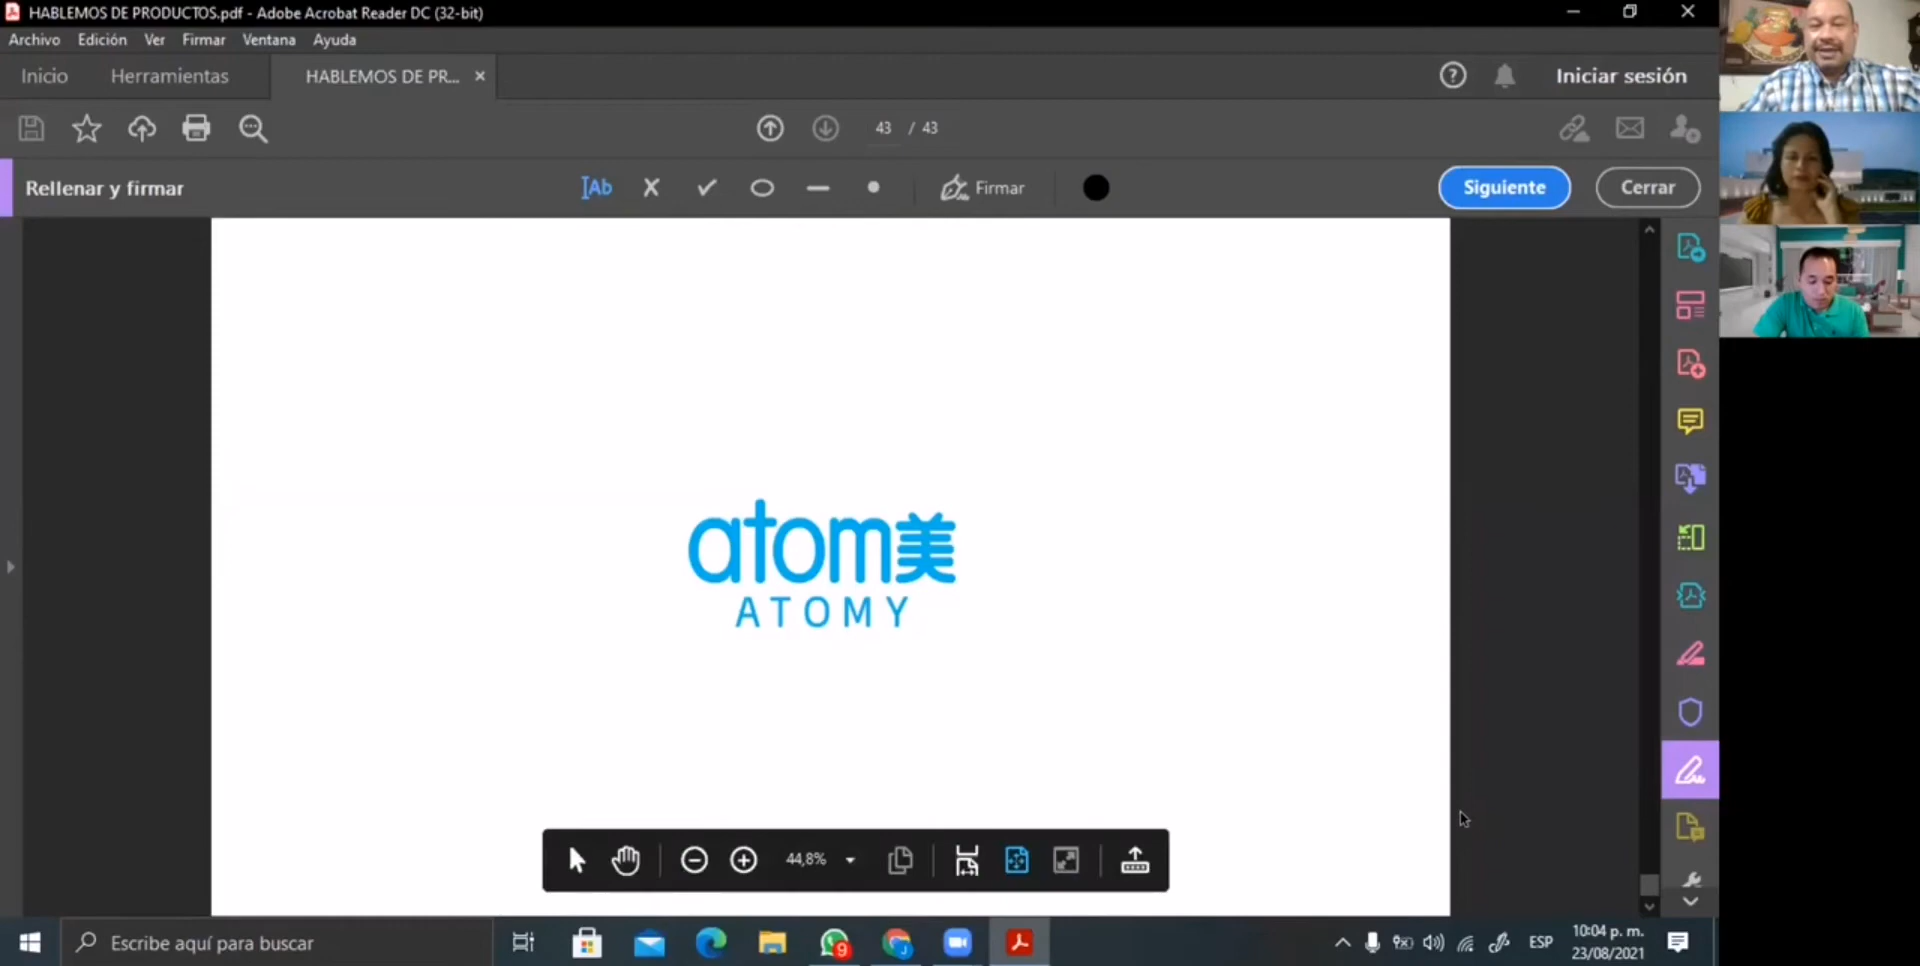 HABLEMOS DE PRODUCTOS.pdf - Adobe Acrobat Reader DC (32-bit)
Archivo Edición Ver Firmar Ventana Ayuda
Inicio Herramientas HABLEMOS DE PR... Iniciar sesión
43 / 43
Rellenar y firmar Ab Firmar Siguiente Cerrar
atom美
ATOMY
44,8%
Escribe aquí para buscar 9 ESP 10:04 p. m.
23/08/2021